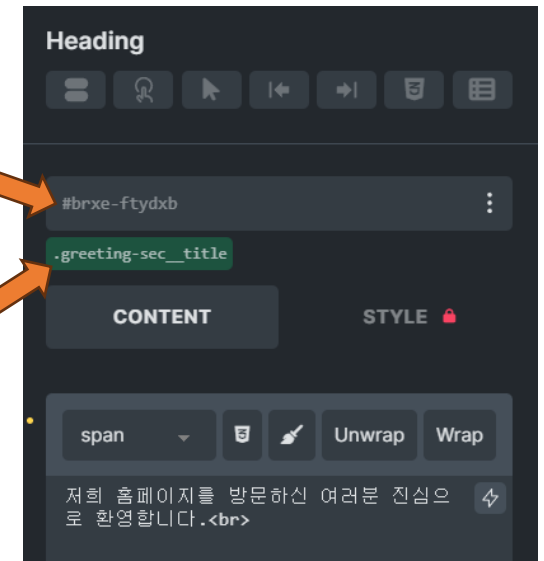 Heading
#brxe-ftydxb
.greeting-sec__title
CONTENT STYLE
span Unwrap Wrap
저희 홈페이지를 방문하신 여러분 진심으
로 환영합니다.<br>